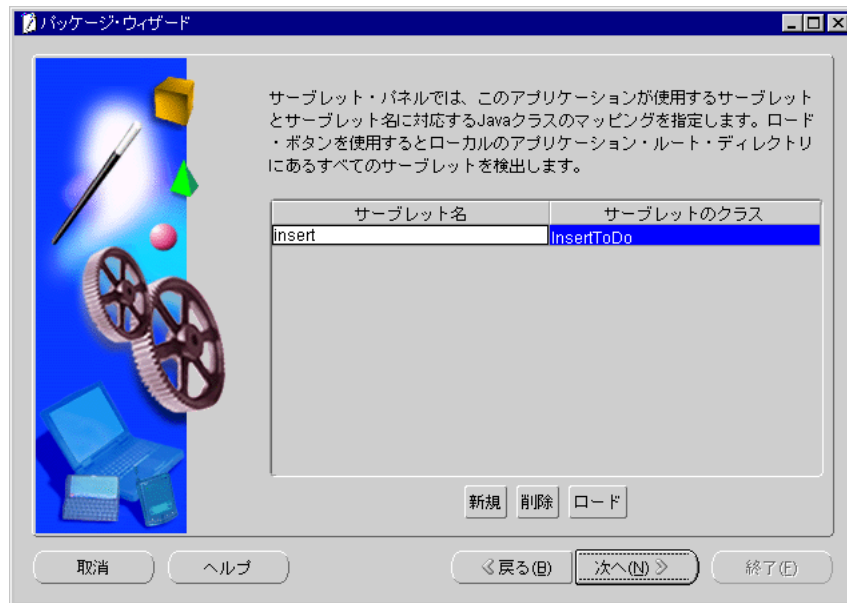 パッケージ・ウィザード
サーブレット・パネルでは、このアプリケーションが使用するサーブレット
とサーブレット名に対応するJavaクラスのマッピングを指定します。ロード
・ボタンを使用するとローカルのアプリケーション・ルート・ディレクトリ
にあるすべてのサーブレットを検出します。
サーブレット名 サーブレットのクラス
insert InsertToDo
新規 削除 ロード
取消 ヘルプ 戻る(B) 次へ(N) 終了(F)